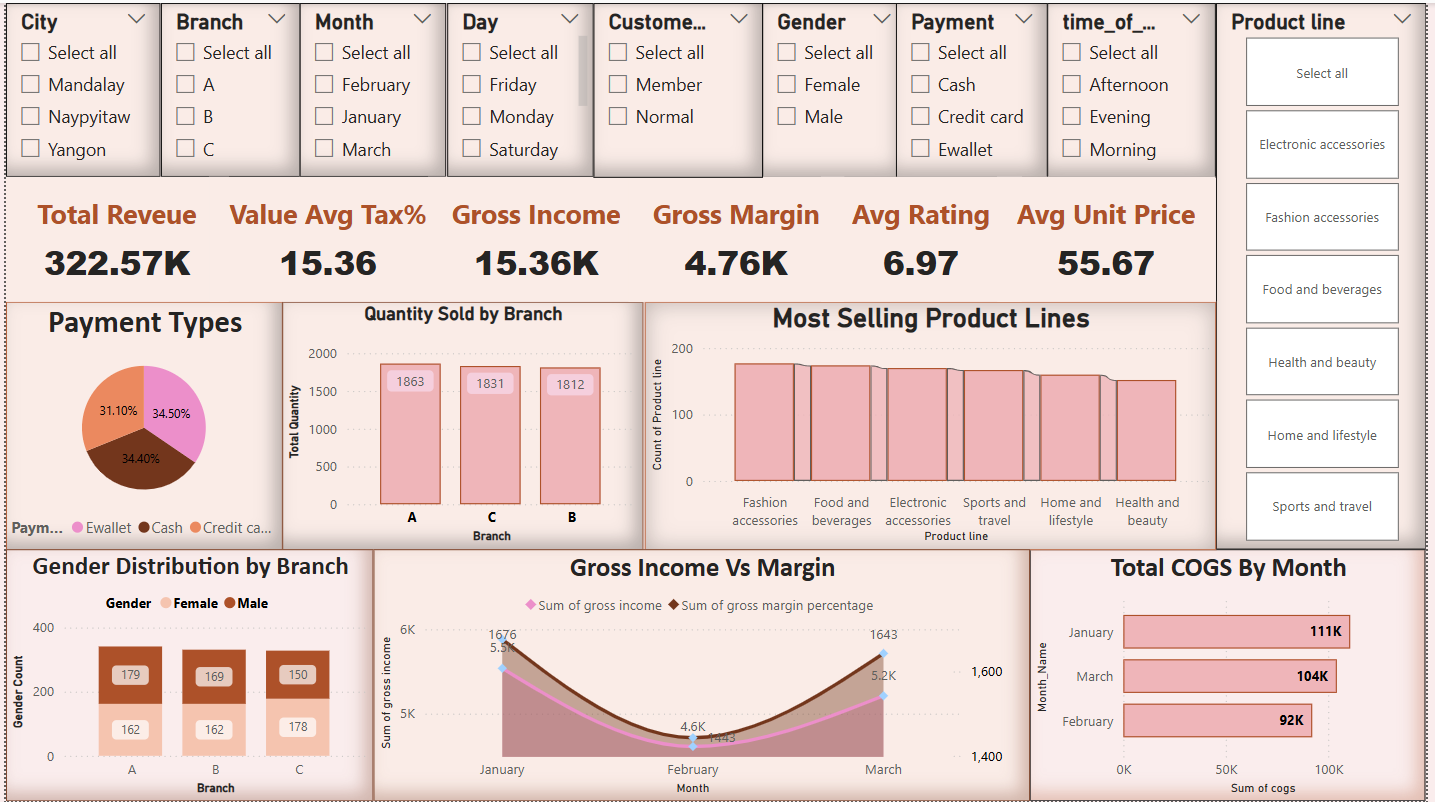 City
Select all
Mandalay
Naypyitaw
Yangon
Branch
Select all
A
B
C
Month
Select all
February
January
March
Day
Select all
Friday
Monday
Saturday
Custome...
Select all
Member
Normal
Gender
Select all
Female
Male
Payment
Select all
Cash
Credit card
Ewallet
time_of_...
Select all
Afternoon
Evening
Morning
Product line
Select all
Electronic accessories
Fashion accessories
Food and beverages
Health and beauty
Home and lifestyle
Sports and travel
Total Reveue
322.57K
Value Avg Tax%
15.36
Gross Income
15.36K
Gross Margin
4.76K
Avg Rating
6.97
Avg Unit Price
55.67
Payment Types
31.10%
34.50%
34.40%
Paym...
Ewallet
Cash
Credit ca...
Quantity Sold by Branch
Total Quantity
2000
1500
1000
500
0
1863
1831
1812
A
C
B
Branch
Most Selling Product Lines
Count of Product line
200
100
0
Fashion
accessories
Food and
beverages
Electronic
accessories
Sports and
travel
Home and
lifestyle
Health and
beauty
Product line
Gender Distribution by Branch
Gender
Female
Male
Gender Count
400
200
0
179
169
150
162
162
178
A
B
C
Branch
Gross Income Vs Margin
Sum of gross income
Sum of gross margin percentage
Sum of gross income
6K
5K
1676
5.5K
4.6K
1443
1643
5.2K
1,600
1,400
January
February
March
Month
Total COGS By Month
Month_Name
January
111K
March
104K
February
92K
0K
50K
100K
Sum of cogs